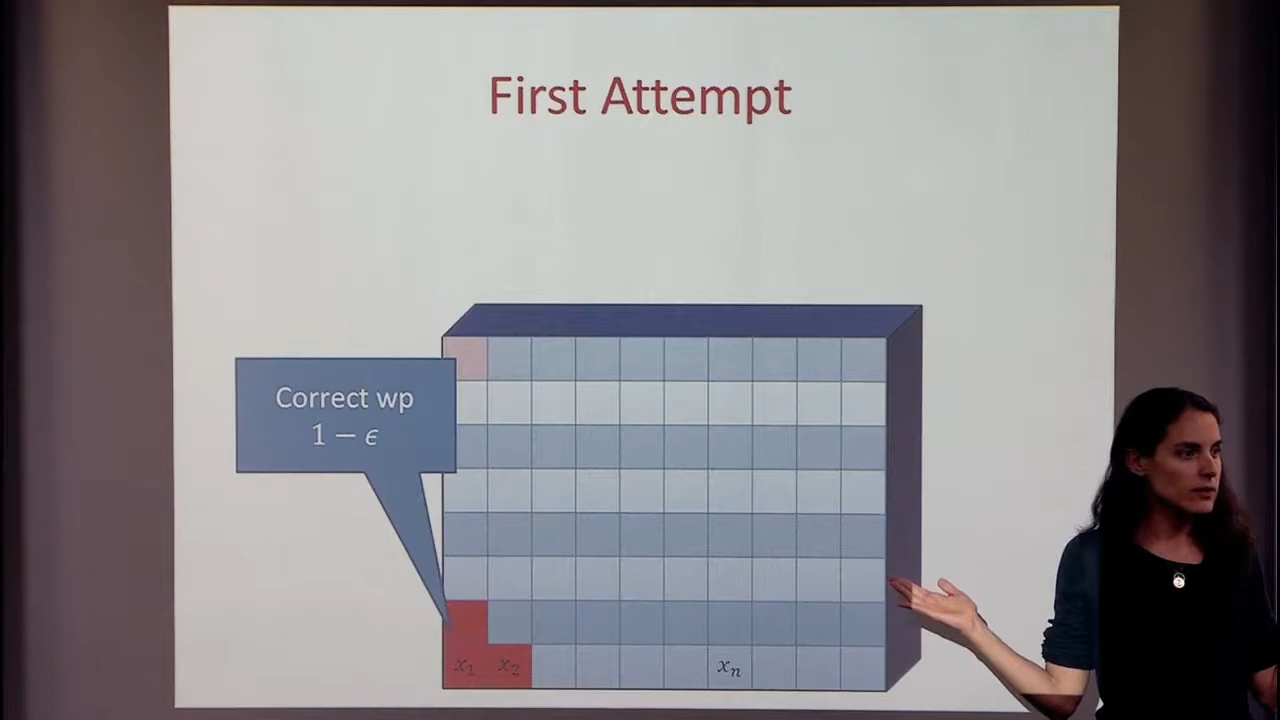 First Attempt
Correct wp
1 − ϵ
x₁ x₂ xₙ